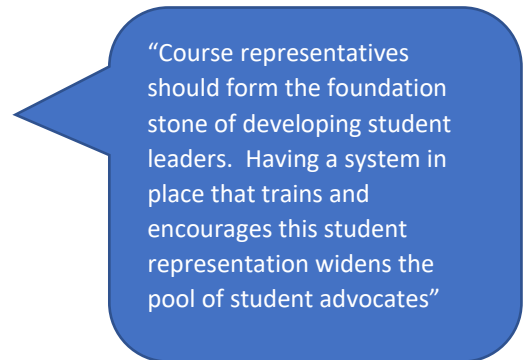 “Course representatives
should form the foundation
stone of developing student
leaders.  Having a system in
place that trains and
encourages this student
representation widens the
pool of student advocates”